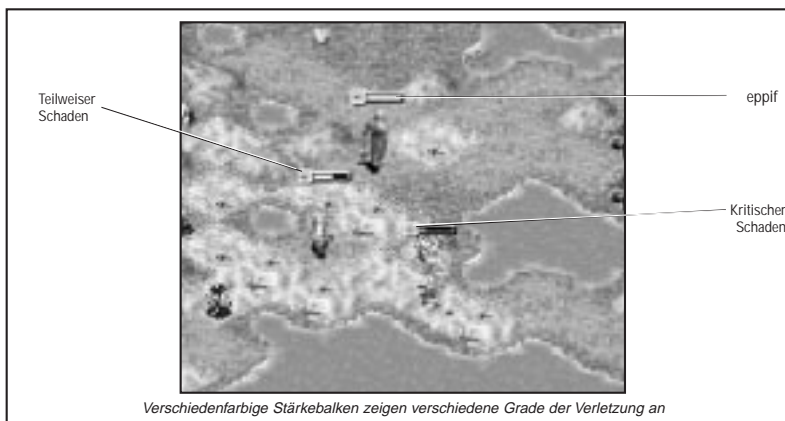 Teilweiser
Schaden
eppif
Kritischer
Schaden
Verschiedenfarbige Stärkebalken zeigen verschiedene Grade der Verletzung an